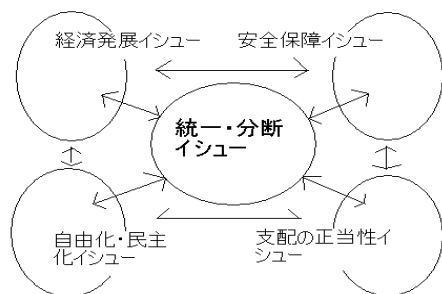 経済発展イシュー
安全保障イシュー
統一・分断
イシュー
自由化・民主
化イシュー
支配の正当性イ
シュー